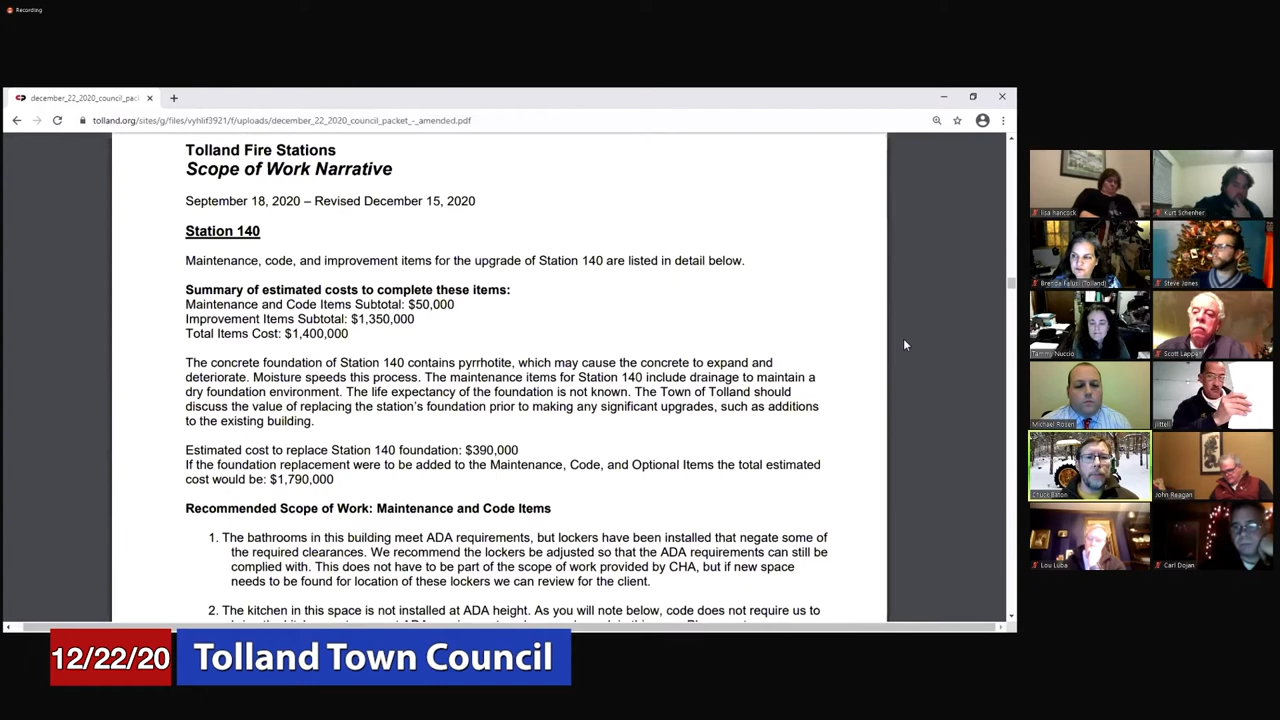 Recording
december_22_2020_council_pac
tolland.org/sites/g/files/vyhlif3921/f/uploads/december_22_2020_council_packet_-_amended.pdf
Tolland Fire Stations
Scope of Work Narrative
September 18, 2020 – Revised December 15, 2020
Station 140
Maintenance, code, and improvement items for the upgrade of Station 140 are listed in detail below.
Summary of estimated costs to complete these items:
Maintenance and Code Items Subtotal: $50,000
Improvement Items Subtotal: $1,350,000
Total Items Cost: $1,400,000
The concrete foundation of Station 140 contains pyrrhotite, which may cause the concrete to expand and
deteriorate. Moisture speeds this process. The maintenance items for Station 140 include drainage to maintain a
dry foundation environment. The life expectancy of the foundation is not known. The Town of Tolland should
discuss the value of replacing the station's foundation prior to making any significant upgrades, such as additions
to the existing building.
Estimated cost to replace Station 140 foundation: $390,000
If the foundation replacement were to be added to the Maintenance, Code, and Optional Items the total estimated
cost would be: $1,790,000
Recommended Scope of Work: Maintenance and Code Items
1. The bathrooms in this building meet ADA requirements, but lockers have been installed that negate some of
the required clearances. We recommend the lockers be adjusted so that the ADA requirements can still be
complied with. This does not have to be part of the scope of work provided by CHA, but if new space
needs to be found for location of these lockers we can review for the client.
2. The kitchen in this space is not installed at ADA height. As you will note below, code does not require us to
lisa hancock
Kurt Schenher
Brenda Falusi (Tolland)
Steve Jones
Tammy Nuccio
Scott Lappen
Michael Rosen
jlittell
Chuck Eaton
John Reagan
Lou Luba
Carl Dojan
12/22/20
Tolland Town Council